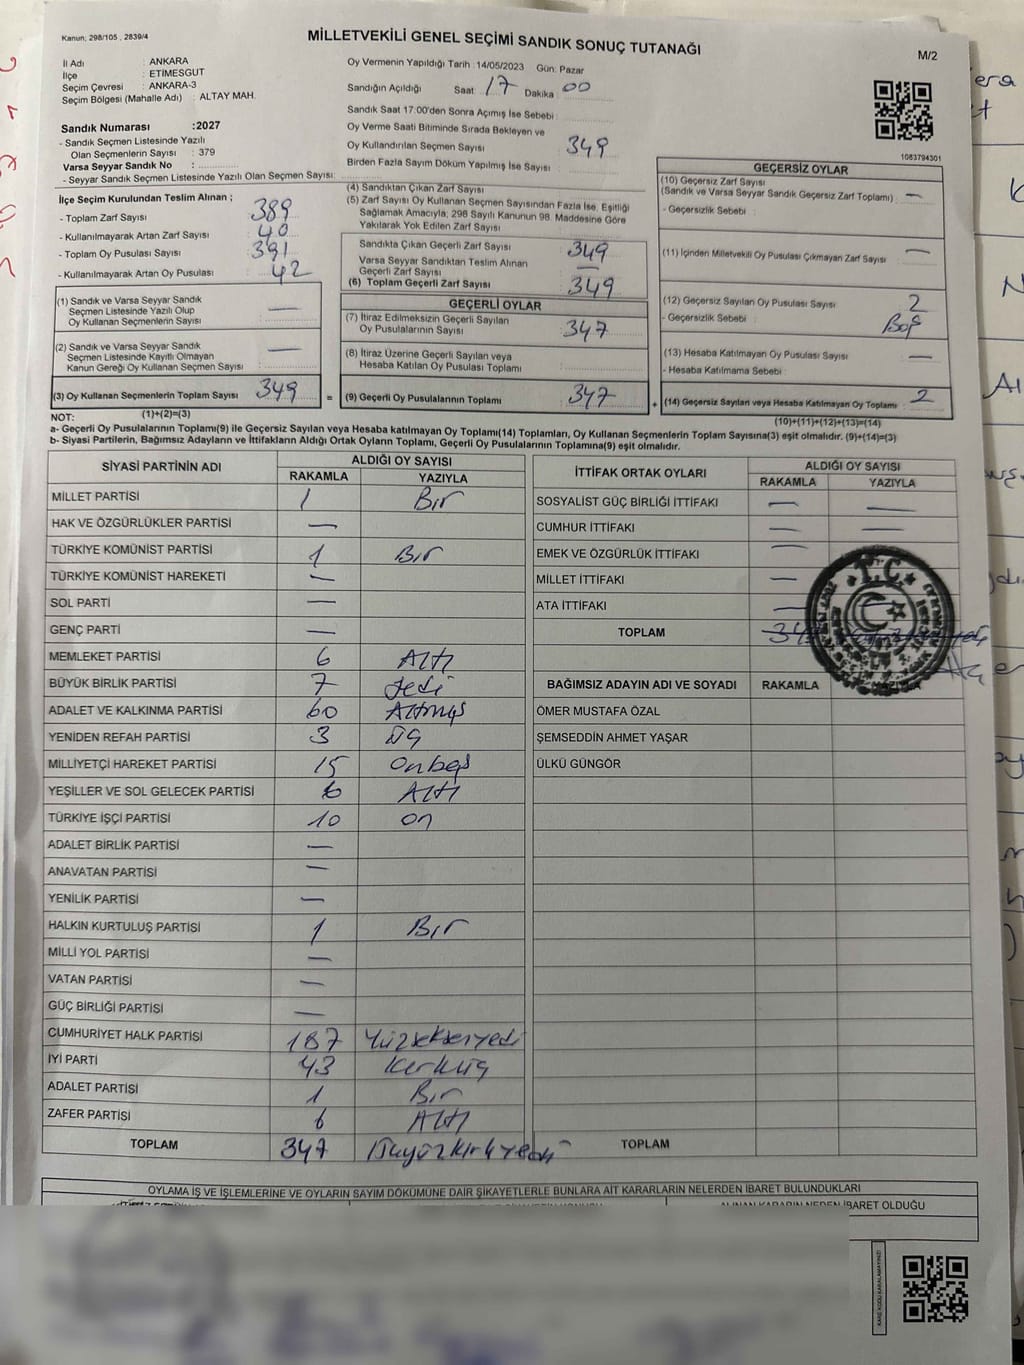 Kanun; 298/105 , 2839/4
MİLLETVEKİLİ GENEL SEÇİMİ SANDIK SONUÇ TUTANAĞI
M/2
İl Adı : ANKARA
İlçe : ETİMESGUT
Seçim Çevresi : ANKARA-3
Seçim Bölgesi (Mahalle Adı) : ALTAY MAH.
Sandık Numarası :2027
- Sandık Seçmen Listesinde Yazılı
Olan Seçmenlerin Sayısı : 379
Varsa Seyyar Sandık No :
- Seyyar Sandık Seçmen Listesinde Yazılı Olan Seçmen Sayısı:
Oy Vermenin Yapıldığı Tarih :14/05/2023 Gün: Pazar
Sandığın Açıldığı Saat 17 Dakika 00
Sandık Saat 17:00'den Sonra Açımış İse Sebebi :
Oy Verme Saati Bitiminde Sırada Bekleyen ve
Oy Kullandırılan Seçmen Sayısı : 349
Birden Fazla Sayım Döküm Yapılmış İse Sayısı :
1083794301
İlçe Seçim Kurulundan Teslim Alınan ;
- Toplam Zarf Sayısı : 389
- Kullanılmayarak Artan Zarf Sayısı : 40
- Toplam Oy Pusulası Sayısı : 391
- Kullanılmayarak Artan Oy Pusulası : 42
(4) Sandıktan Çıkan Zarf Sayısı :
(5) Zarf Sayısı Oy Kullanan Seçmen Sayısından Fazla İse, Eşitliği
Sağlamak Amacıyla; 298 Sayılı Kanunun 98. Maddesine Göre
Yakılarak Yok Edilen Zarf Sayısı :
Sandıkta Çıkan Geçerli Zarf Sayısı : 349
Varsa Seyyar Sandıktan Teslim Alınan
Geçerli Zarf Sayısı : —
(6) Toplam Geçerli Zarf Sayısı : 349
GEÇERSİZ OYLAR
(10) Geçersiz Zarf Sayısı
(Sandık ve Varsa Seyyar Sandık Geçersiz Zarf Toplamı) : —
- Geçersizlik Sebebi :
(11) İçinden Milletvekili Oy Pusulası Çıkmayan Zarf Sayısı : —
(12) Geçersiz Sayılan Oy Pusulası Sayısı : 2
- Geçersizlik Sebebi : Boş
(13) Hesaba Katılmayan Oy Pusulası Sayısı : —
- Hesaba Katılmama Sebebi :
(14) Geçersiz Sayılan veya Hesaba Katılmayan Oy Toplamı : 2
(1) Sandık ve Varsa Seyyar Sandık
Seçmen Listesinde Yazılı Olup
Oy Kullanan Seçmenlerin Sayısı : —
(2) Sandık ve Varsa Seyyar Sandık
Seçmen Listesinde Kayıtlı Olmayan
Kanun Gereği Oy Kullanan Seçmen Sayısı : —
(3) Oy Kullanan Seçmenlerin Toplam Sayısı : 349 =
GEÇERLİ OYLAR
(7) İtiraz Edilmeksizin Geçerli Sayılan
Oy Pusulalarının Sayısı : 347
(8) İtiraz Üzerine Geçerli Sayılan veya
Hesaba Katılan Oy Pusulası Toplamı :
(9) Geçerli Oy Pusulalarının Toplamı : 347 +
NOT: (1)+(2)=(3) (10)+(11)+(12)+(13)=(14)
a- Geçerli Oy Pusulalarının Toplamı(9) ile Geçersiz Sayılan veya Hesaba katılmayan Oy Toplamı(14) Toplamları, Oy Kullanan Seçmenlerin Toplam Sayısına(3) eşit olmalıdır. (9)+(14)=(3)
b- Siyasi Partilerin, Bağımsız Adayların ve İttifakların Aldığı Ortak Oyların Toplamı, Geçerli Oy Pusulalarının Toplamına(9) eşit olmalıdır.
SİYASİ PARTİNİN ADI ALDIĞI OY SAYISI
RAKAMLA YAZIYLA
MİLLET PARTİSİ 1 Bir
HAK VE ÖZGÜRLÜKLER PARTİSİ —
TÜRKİYE KOMÜNİST PARTİSİ 1 Bir
TÜRKİYE KOMÜNİST HAREKETİ —
SOL PARTİ —
GENÇ PARTİ —
MEMLEKET PARTİSİ 6 Altı
BÜYÜK BİRLİK PARTİSİ 7 Yedi
ADALET VE KALKINMA PARTİSİ 60 Altmış
YENİDEN REFAH PARTİSİ 3 Üç
MİLLİYETÇİ HAREKET PARTİSİ 15 Onbeş
YEŞİLLER VE SOL GELECEK PARTİSİ 6 Altı
TÜRKİYE İŞÇİ PARTİSİ 10 On
ADALET BİRLİK PARTİSİ —
ANAVATAN PARTİSİ —
YENİLİK PARTİSİ —
HALKIN KURTULUŞ PARTİSİ 1 Bir
MİLLİ YOL PARTİSİ —
VATAN PARTİSİ —
GÜÇ BİRLİĞİ PARTİSİ —
CUMHURİYET HALK PARTİSİ 187 Yüzseksenyedi
İYİ PARTİ 43 Kırküç
ADALET PARTİSİ 1 Bir
ZAFER PARTİSİ 6 Altı
TOPLAM 347 Üçyüzkırkyedi
İTTİFAK ORTAK OYLARI ALDIĞI OY SAYISI
RAKAMLA YAZIYLA
SOSYALİST GÜÇ BİRLİĞİ İTTİFAKI — —
CUMHUR İTTİFAKI — —
EMEK VE ÖZGÜRLÜK İTTİFAKI —
MİLLET İTTİFAKI —
ATA İTTİFAKI —
TOPLAM
T.C.
BAĞIMSIZ ADAYIN ADI VE SOYADI RAKAMLA YAZIYLA
ÖMER MUSTAFA ÖZAL
ŞEMSEDDİN AHMET YAŞAR
ÜLKÜ GÜNGÖR
TOPLAM
OYLAMA İŞ VE İŞLEMLERİNE VE OYLARIN SAYIM DÖKÜMÜNE DAİR ŞİKAYETLERLE BUNLARA AİT KARARLARIN NELERDEN İBARET BULUNDUKLARI
ALINAN KARARIN NEDEN İBARET OLDUĞU
KARE KODU KARALAMAYINIZ!